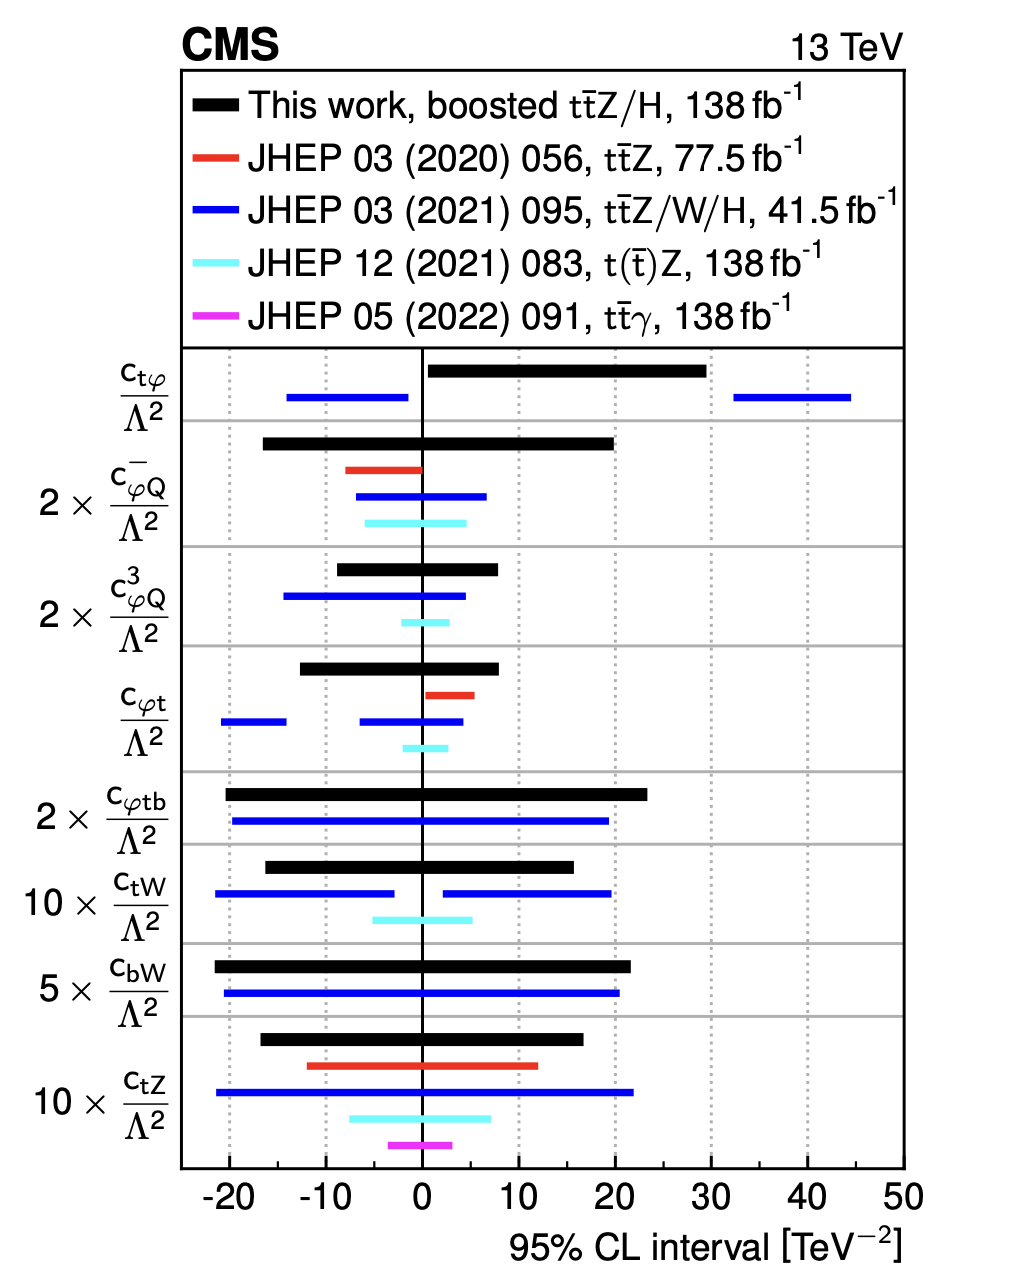 CMS 13 TeV
This work, boosted tt̄Z/H, 138 fb⁻¹
JHEP 03 (2020) 056, tt̄Z, 77.5 fb⁻¹
JHEP 03 (2021) 095, tt̄Z/W/H, 41.5 fb⁻¹
JHEP 12 (2021) 083, t(t̄)Z, 138 fb⁻¹
JHEP 05 (2022) 091, tt̄γ, 138 fb⁻¹
c_tφ/Λ²
2 × c⁻_φQ/Λ²
2 × c³_φQ/Λ²
c_φt/Λ²
2 × c_φtb/Λ²
10 × c_tW/Λ²
5 × c_bW/Λ²
10 × c_tZ/Λ²
-20 -10 0 10 20 30 40 50
95% CL interval [TeV⁻²]